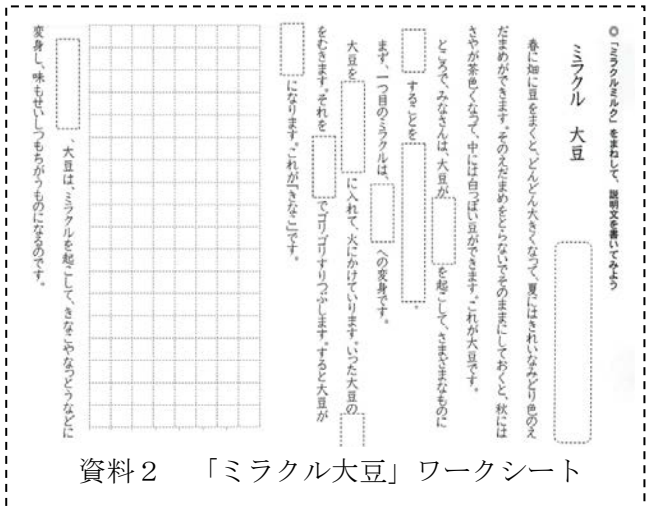 ◎「ミラクルミルク」をまねして、説明文を書いてみよう
ミラクル 大豆
春に畑に豆をまくと、どんどん大きくなって、夏にはきれいなみどり色のえ
だまめができます。そのえだまめをとらないでそのままにしておくと、秋には
さやが茶色くなって、中には白っぽい豆ができます。これが大豆です。
ところで、みなさんは、大豆が を起こして、さまざまなものに
することを 。
まず、一つ目のミラクルは、 への変身です。
大豆を に入れて、火にかけていります。いった大豆の
をむきます。それを でゴリゴリすりつぶします。すると大豆が
になります。これが「きなこ」です。
、大豆は、ミラクルを起こして、きなこやなっとうなどに
変身し、味もせいしつもちがうものになるのです。
資料2 「ミラクル大豆」ワークシート